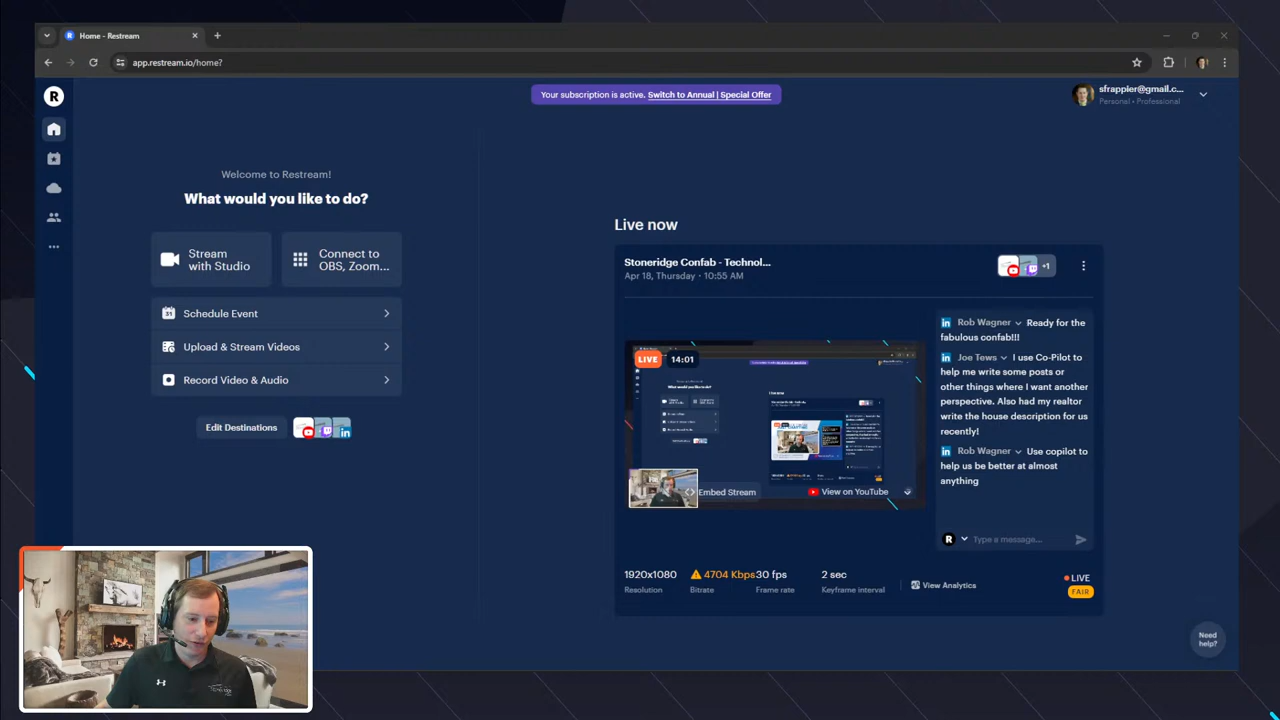 Home - Restream
app.restream.io/home?
R
Your subscription is active. Switch to Annual | Special Offer
sfrappier@gmail.c...
Personal • Professional
Welcome to Restream!
What would you like to do?
Stream
with Studio
Connect to
OBS, Zoom...
31 Schedule Event
Upload & Stream Videos
Record Video & Audio
Edit Destinations
Live now
Stoneridge Confab - Technol...
Apr 18, Thursday • 10:55 AM
+1
LIVE 14:01
Embed Stream
View on YouTube
Rob Wagner Ready for the
fabulous confab!!!
Joe Tews I use Co-Pilot to
help me write some posts or
other things where I want another
perspective. Also had my realtor
write the house description for us
recently!
Rob Wagner Use copilot to
help us be better at almost
anything
R Type a message...
1920x1080
Resolution
4704 Kbps
Bitrate
30 fps
Frame rate
2 sec
Keyframe interval
View Analytics
LIVE
FAIR
Need
help?